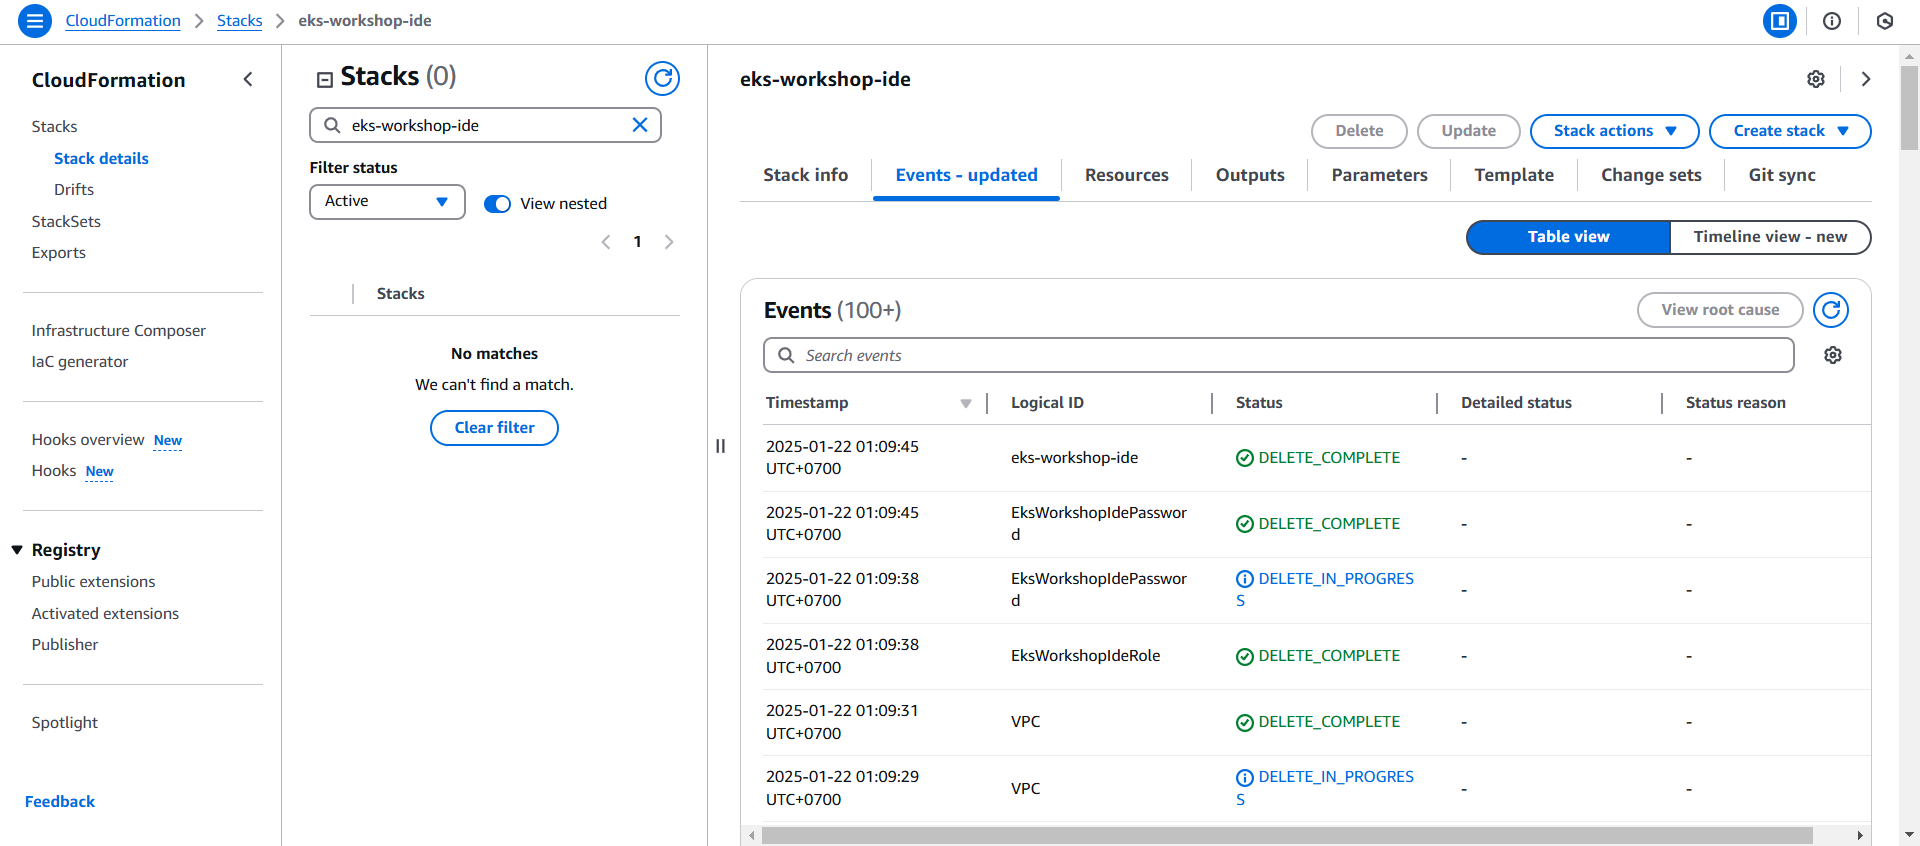 CloudFormation > Stacks > eks-workshop-ide
CloudFormation
Stacks
Stack details
Drifts
StackSets
Exports
Infrastructure Composer
IaC generator
Hooks overview New
Hooks New
Registry
Public extensions
Activated extensions
Publisher
Spotlight
Feedback
Stacks (0)
eks-workshop-ide
Filter status
Active
View nested
1
Stacks
No matches
We can't find a match.
Clear filter
eks-workshop-ide
Delete Update Stack actions Create stack
Stack info Events - updated Resources Outputs Parameters Template Change sets Git sync
Table view Timeline view - new
Events (100+)
View root cause
Search events
Timestamp Logical ID Status Detailed status Status reason
2025-01-22 01:09:45
UTC+0700
eks-workshop-ide
DELETE_COMPLETE
-
-
2025-01-22 01:09:45
UTC+0700
EksWorkshopIdePasswor
d
DELETE_COMPLETE
-
-
2025-01-22 01:09:38
UTC+0700
EksWorkshopIdePasswor
d
DELETE_IN_PROGRES
S
-
-
2025-01-22 01:09:38
UTC+0700
EksWorkshopIdeRole
DELETE_COMPLETE
-
-
2025-01-22 01:09:31
UTC+0700
VPC
DELETE_COMPLETE
-
-
2025-01-22 01:09:29
UTC+0700
VPC
DELETE_IN_PROGRES
S
-
-